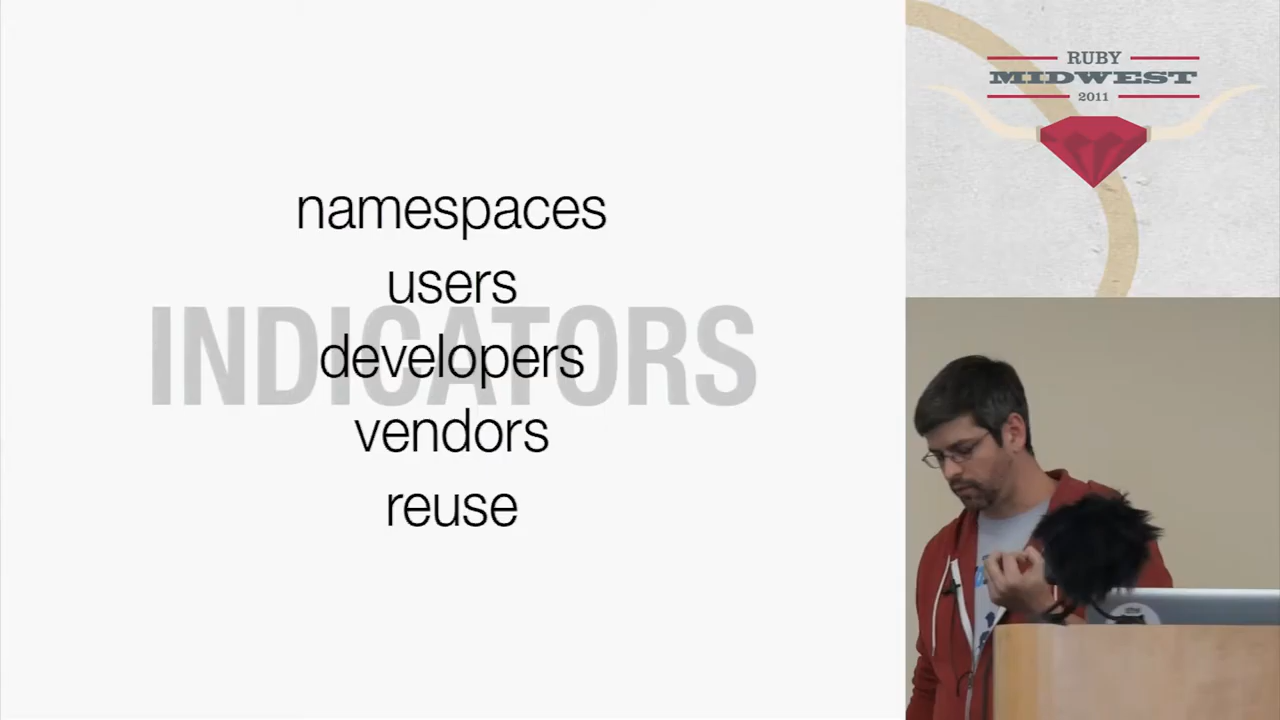 namespaces
users
INDICATORS
developers
vendors
reuse
RUBY
MIDWEST
2011